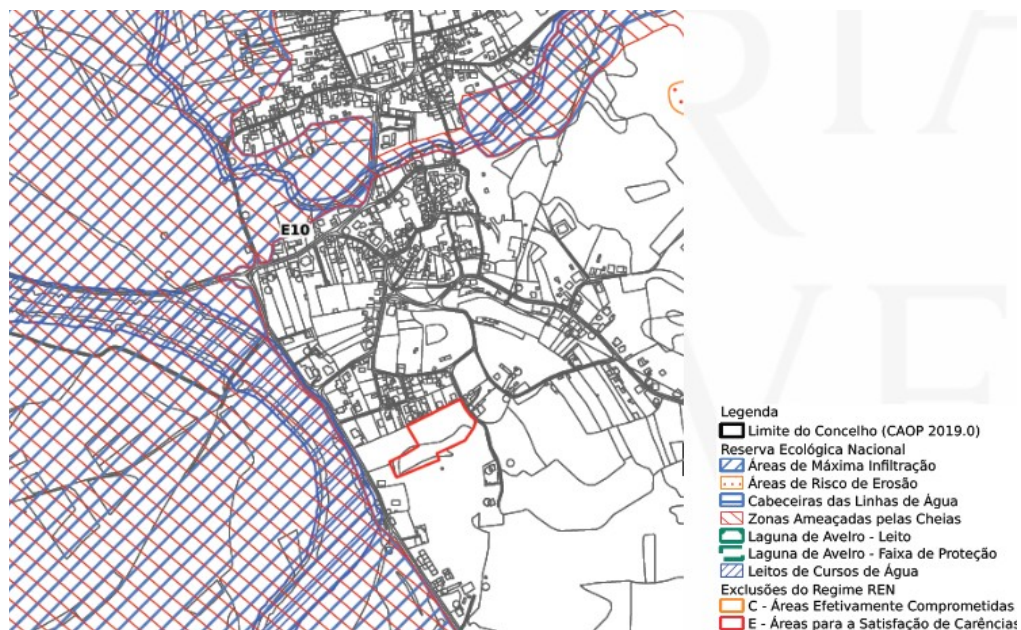 E10
Legenda
Limite do Concelho (CAOP 2019.0)
Reserva Ecológica Nacional
Áreas de Máxima Infiltração
Áreas de Risco de Erosão
Cabeceiras das Linhas de Água
Zonas Ameaçadas pelas Cheias
Laguna de Aveiro - Leito
Laguna de Aveiro - Faixa de Proteção
Leitos de Cursos de Água
Exclusões do Regime REN
C - Áreas Efetivamente Comprometidas
E - Áreas para a Satisfação de Carências